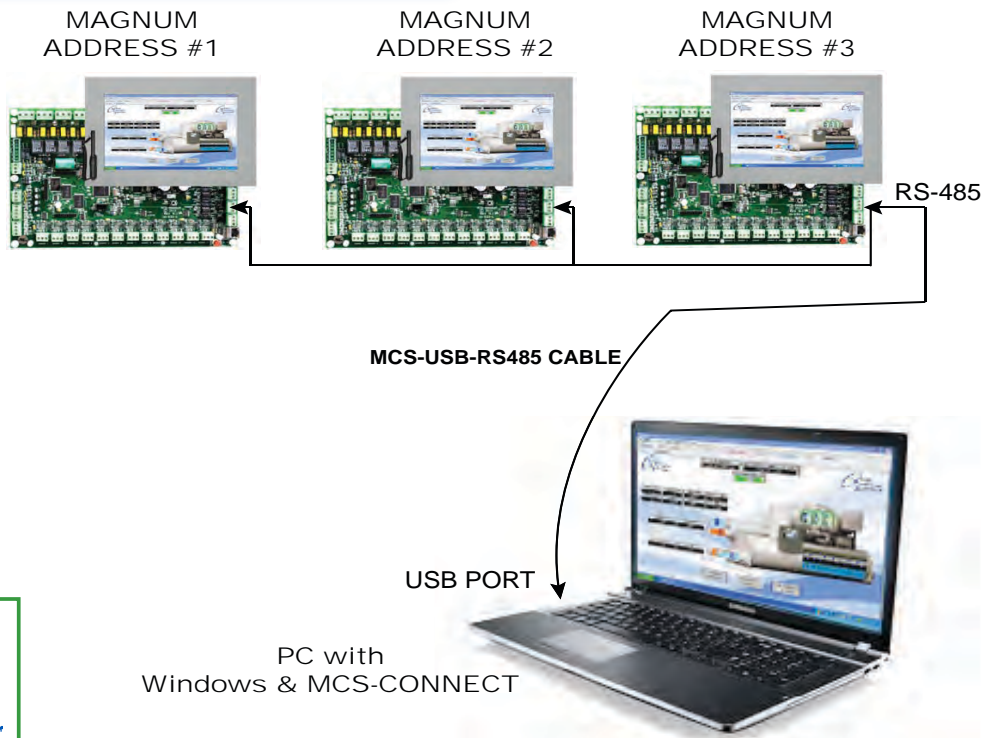 MAGNUM
ADDRESS #1
MAGNUM
ADDRESS #2
MAGNUM
ADDRESS #3
RS-485
MCS-USB-RS485 CABLE
USB PORT
PC with
Windows & MCS-CONNECT